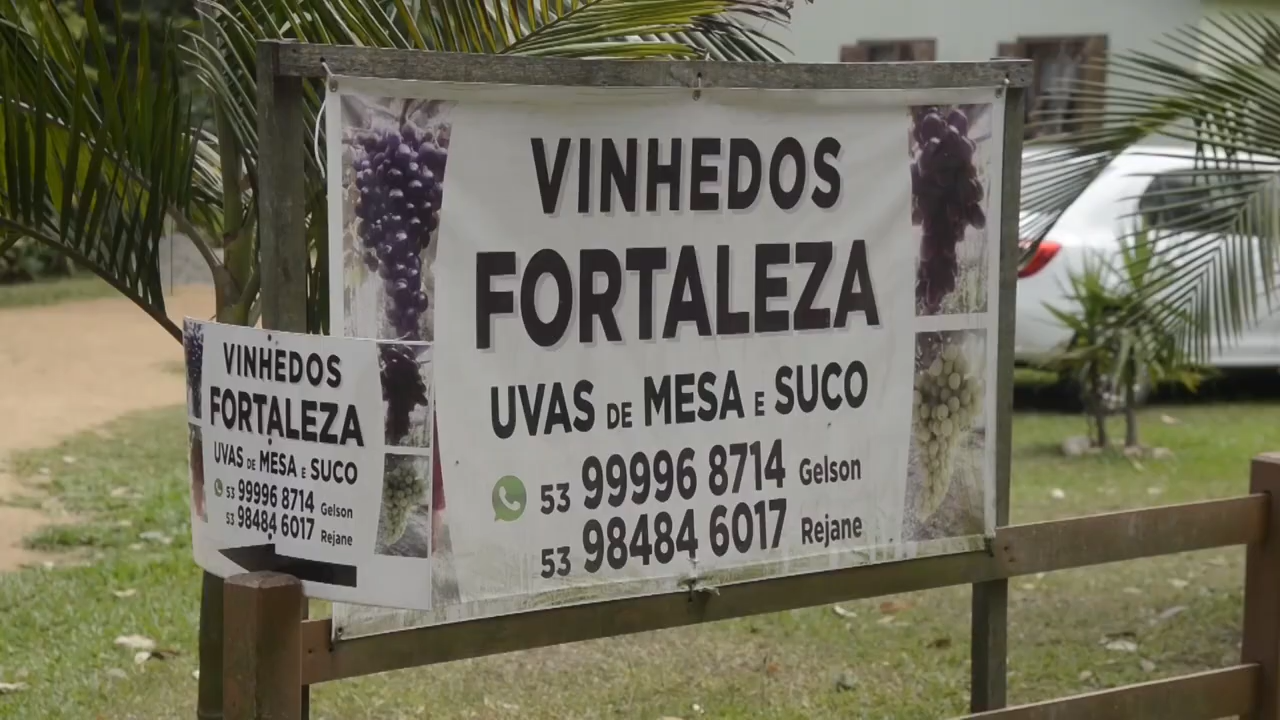 VINHEDOS
FORTALEZA
UVAS DE MESA E SUCO
53 99996 8714 Gelson
53 98484 6017 Rejane
VINHEDOS
FORTALEZA
UVAS DE MESA E SUCO
53 99996 8714 Gelson
53 98484 6017 Rejane